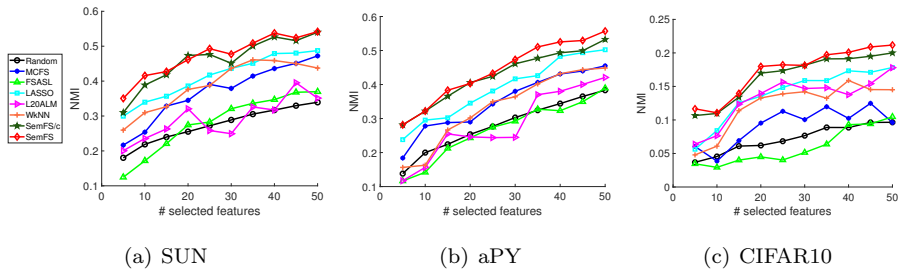 Random
MCFS
FSASL
LASSO
L20ALM
WkNN
SemFS/c
SemFS
NMI
0.6
0.5
0.4
0.3
0.2
0.1
0 10 20 30 40 50
# selected features
(a) SUN
NMI
0.6
0.5
0.4
0.3
0.2
0.1
0 10 20 30 40 50
# selected features
(b) aPY
NMI
0.25
0.2
0.15
0.1
0.05
0
0 10 20 30 40 50
# selected features
(c) CIFAR10